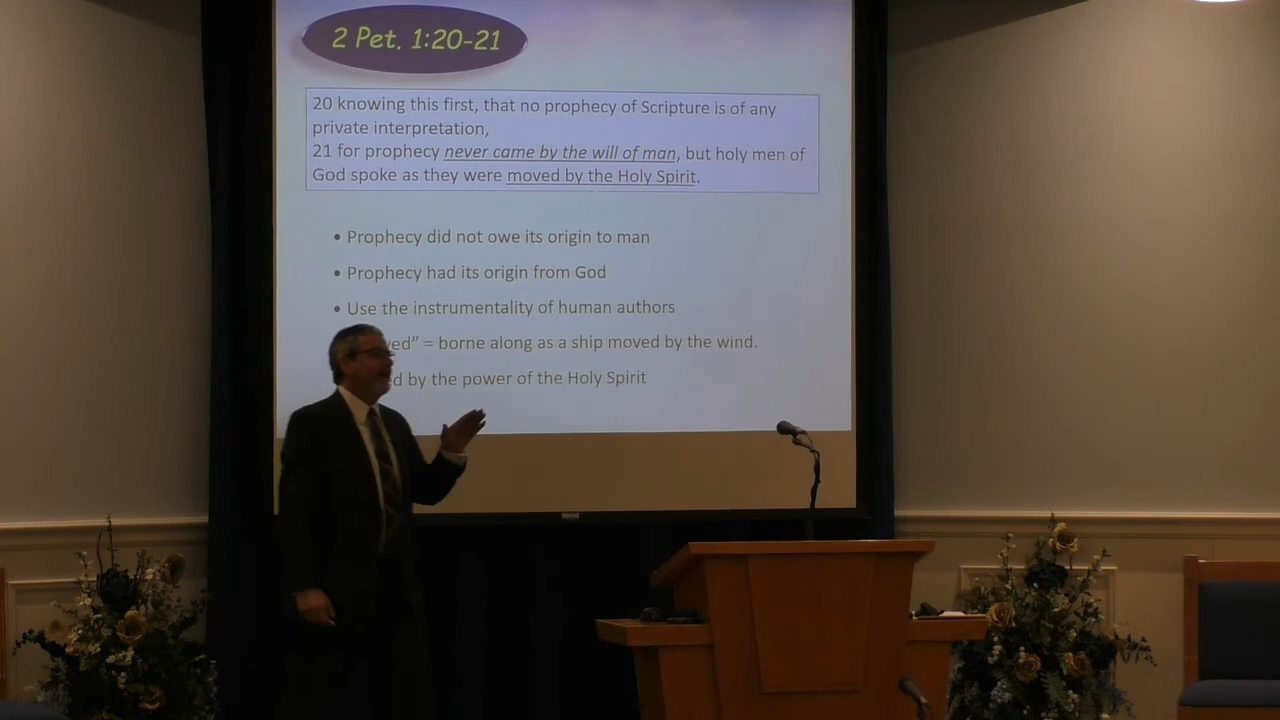 2 Pet. 1:20-21
20 knowing this first, that no prophecy of Scripture is of any
private interpretation,
21 for prophecy never came by the will of man, but holy men of
God spoke as they were moved by the Holy Spirit.
• Prophecy did not owe its origin to man
• Prophecy had its origin from God
• Use the instrumentality of human authors
= borne along as a ship moved by the wind.
by the power of the Holy Spirit